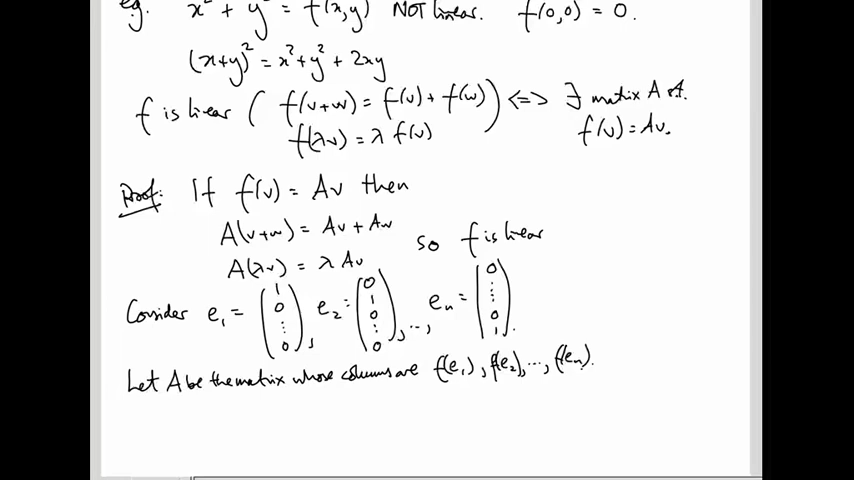 eg. x² + y² = f(x,y) NOT linear. f(0,0) = 0.
(x+y)² = x² + y² + 2xy
f is linear ( f(v+w) = f(v) + f(w) ) <=> ∃ matrix A st.
f(λv) = λ f(v) f(v) = Av.
Proof: If f(v) = Av then
A(v+w) = Av + Aw
so f is linear
A(λv) = λ Av
Consider e₁ = (1 0 ⋮ 0), e₂ = (0 1 0 ⋮ 0), ..., eₙ = (0 ⋮ 0 1).
Let A be the matrix whose columns are f(e₁), f(e₂), ..., f(eₙ).